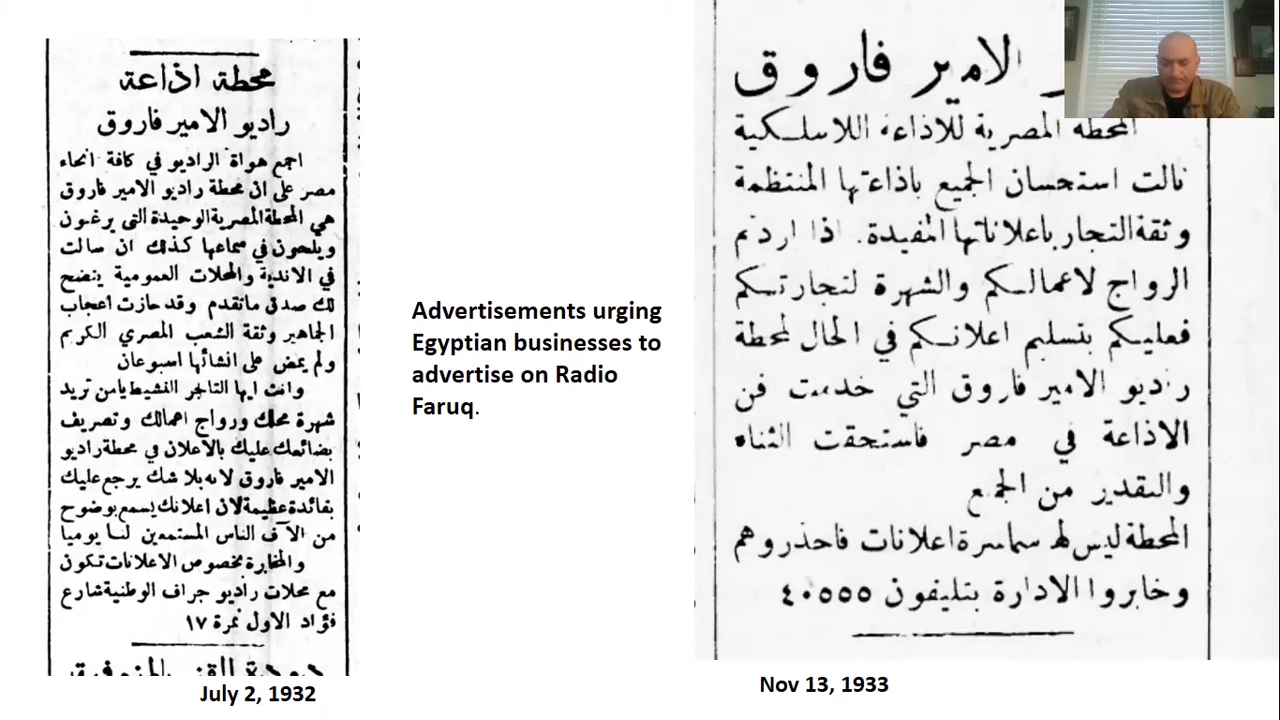 محطة اذاعة
راديو الامير فاروق
اجمع هواة الراديو في كافة انحاء
مصر على ان محطة راديو الامير فاروق
هي المحطة المصرية الوحيدة التى يرغبون
ويلحون في سماعها كذلك ان سالت
في الاندية والمحلات العمومية يتضح
لك صدق ماتقدم وقد حازت اعجاب
الجماهير وثقة الشعب المصري الكريم
ولم يمض على انشائها اسبوعان
وانت ايها التاجر النشيط يامن تريد
شهرة محلك ورواج اعمالك وتصريف
بضائعك عليك بالاعلان في محطة راديو
الامير فاروق لانه بلا شك يرجع عليك
بفائدة عظيمة لان اعلانك يسمع بوضوح
من الآف الناس المستمعين لنا يوميا
والمخابرة بخصوص الاعلانات تكون
مع محلات راديو جراف الوطنية شارع
فؤاد الاول نمرة ١٧
July 2, 1932
Advertisements urging
Egyptian businesses to
advertise on Radio
Faruq.
الامير فاروق
المحطة المصرية للاذاعة اللاسلكية
نالت استحسان الجميع باذاعتها المنتظمة
وثقة التجار باعلاناتها المفيدة. اذا اردتم
الرواج لاعمالكم والشهرة لتجارتكم
فعليكم بتسليم اعلانكم في الحال لمحطة
راديو الامير فاروق التي خدمت فن
الاذاعة في مصر فاستحقت الثناء
والتقدير من الجميع
المحطة ليس لها سماسرة اعلانات فاحذروهم
وخابروا الادارة بتليفون ٤٠٥٥٥
Nov 13, 1933